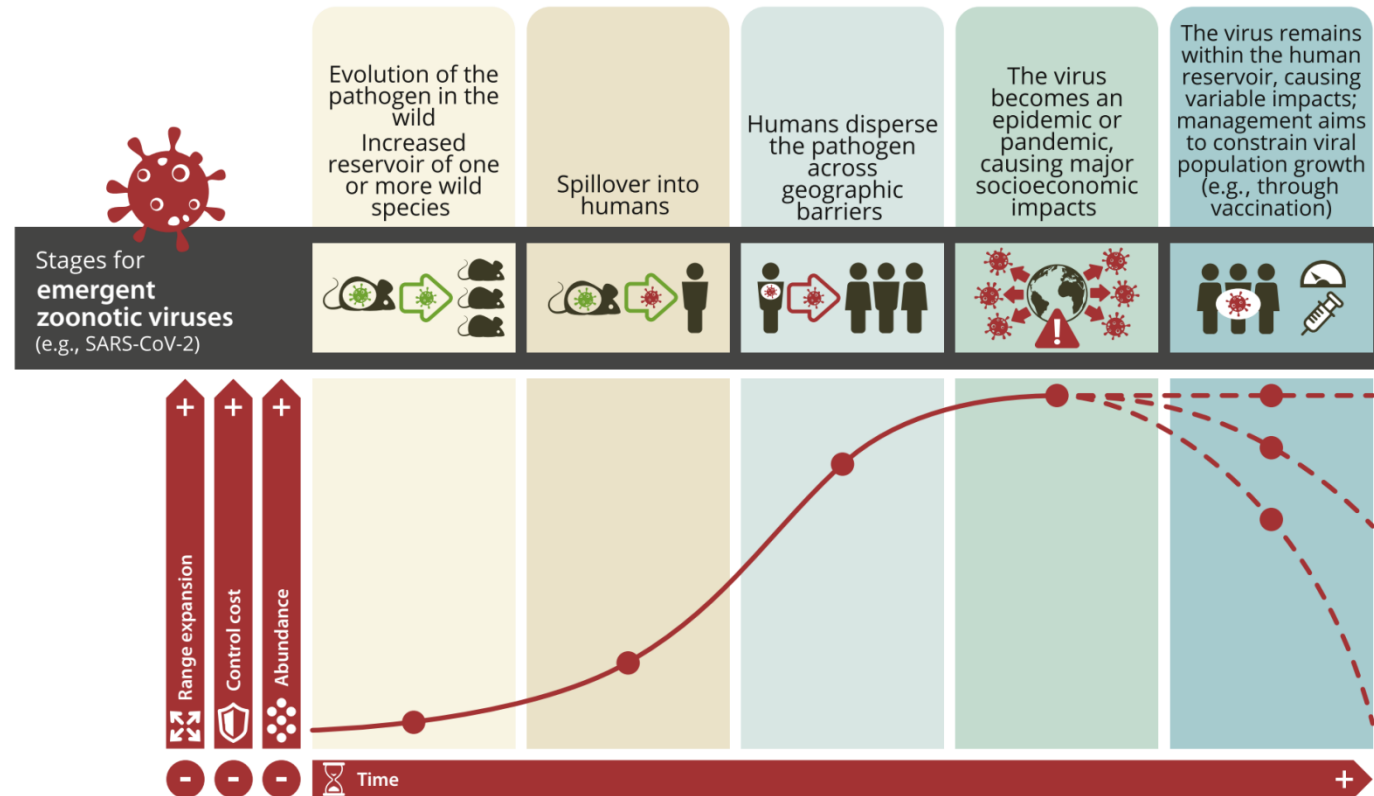 Evolution of the
pathogen in the
wild
Increased
reservoir of one
or more wild
species
Spillover into
humans
Humans disperse
the pathogen
across
geographic
barriers
The virus
becomes an
epidemic or
pandemic,
causing major
socioeconomic
impacts
The virus remains
within the human
reservoir, causing
variable impacts;
management aims
to constrain viral
population growth
(e.g., through
vaccination)
Stages for
emergent
zoonotic viruses
(e.g., SARS-CoV-2)
!
+
+
+
Range expansion
Control cost
Abundance
-
-
-
Time
+